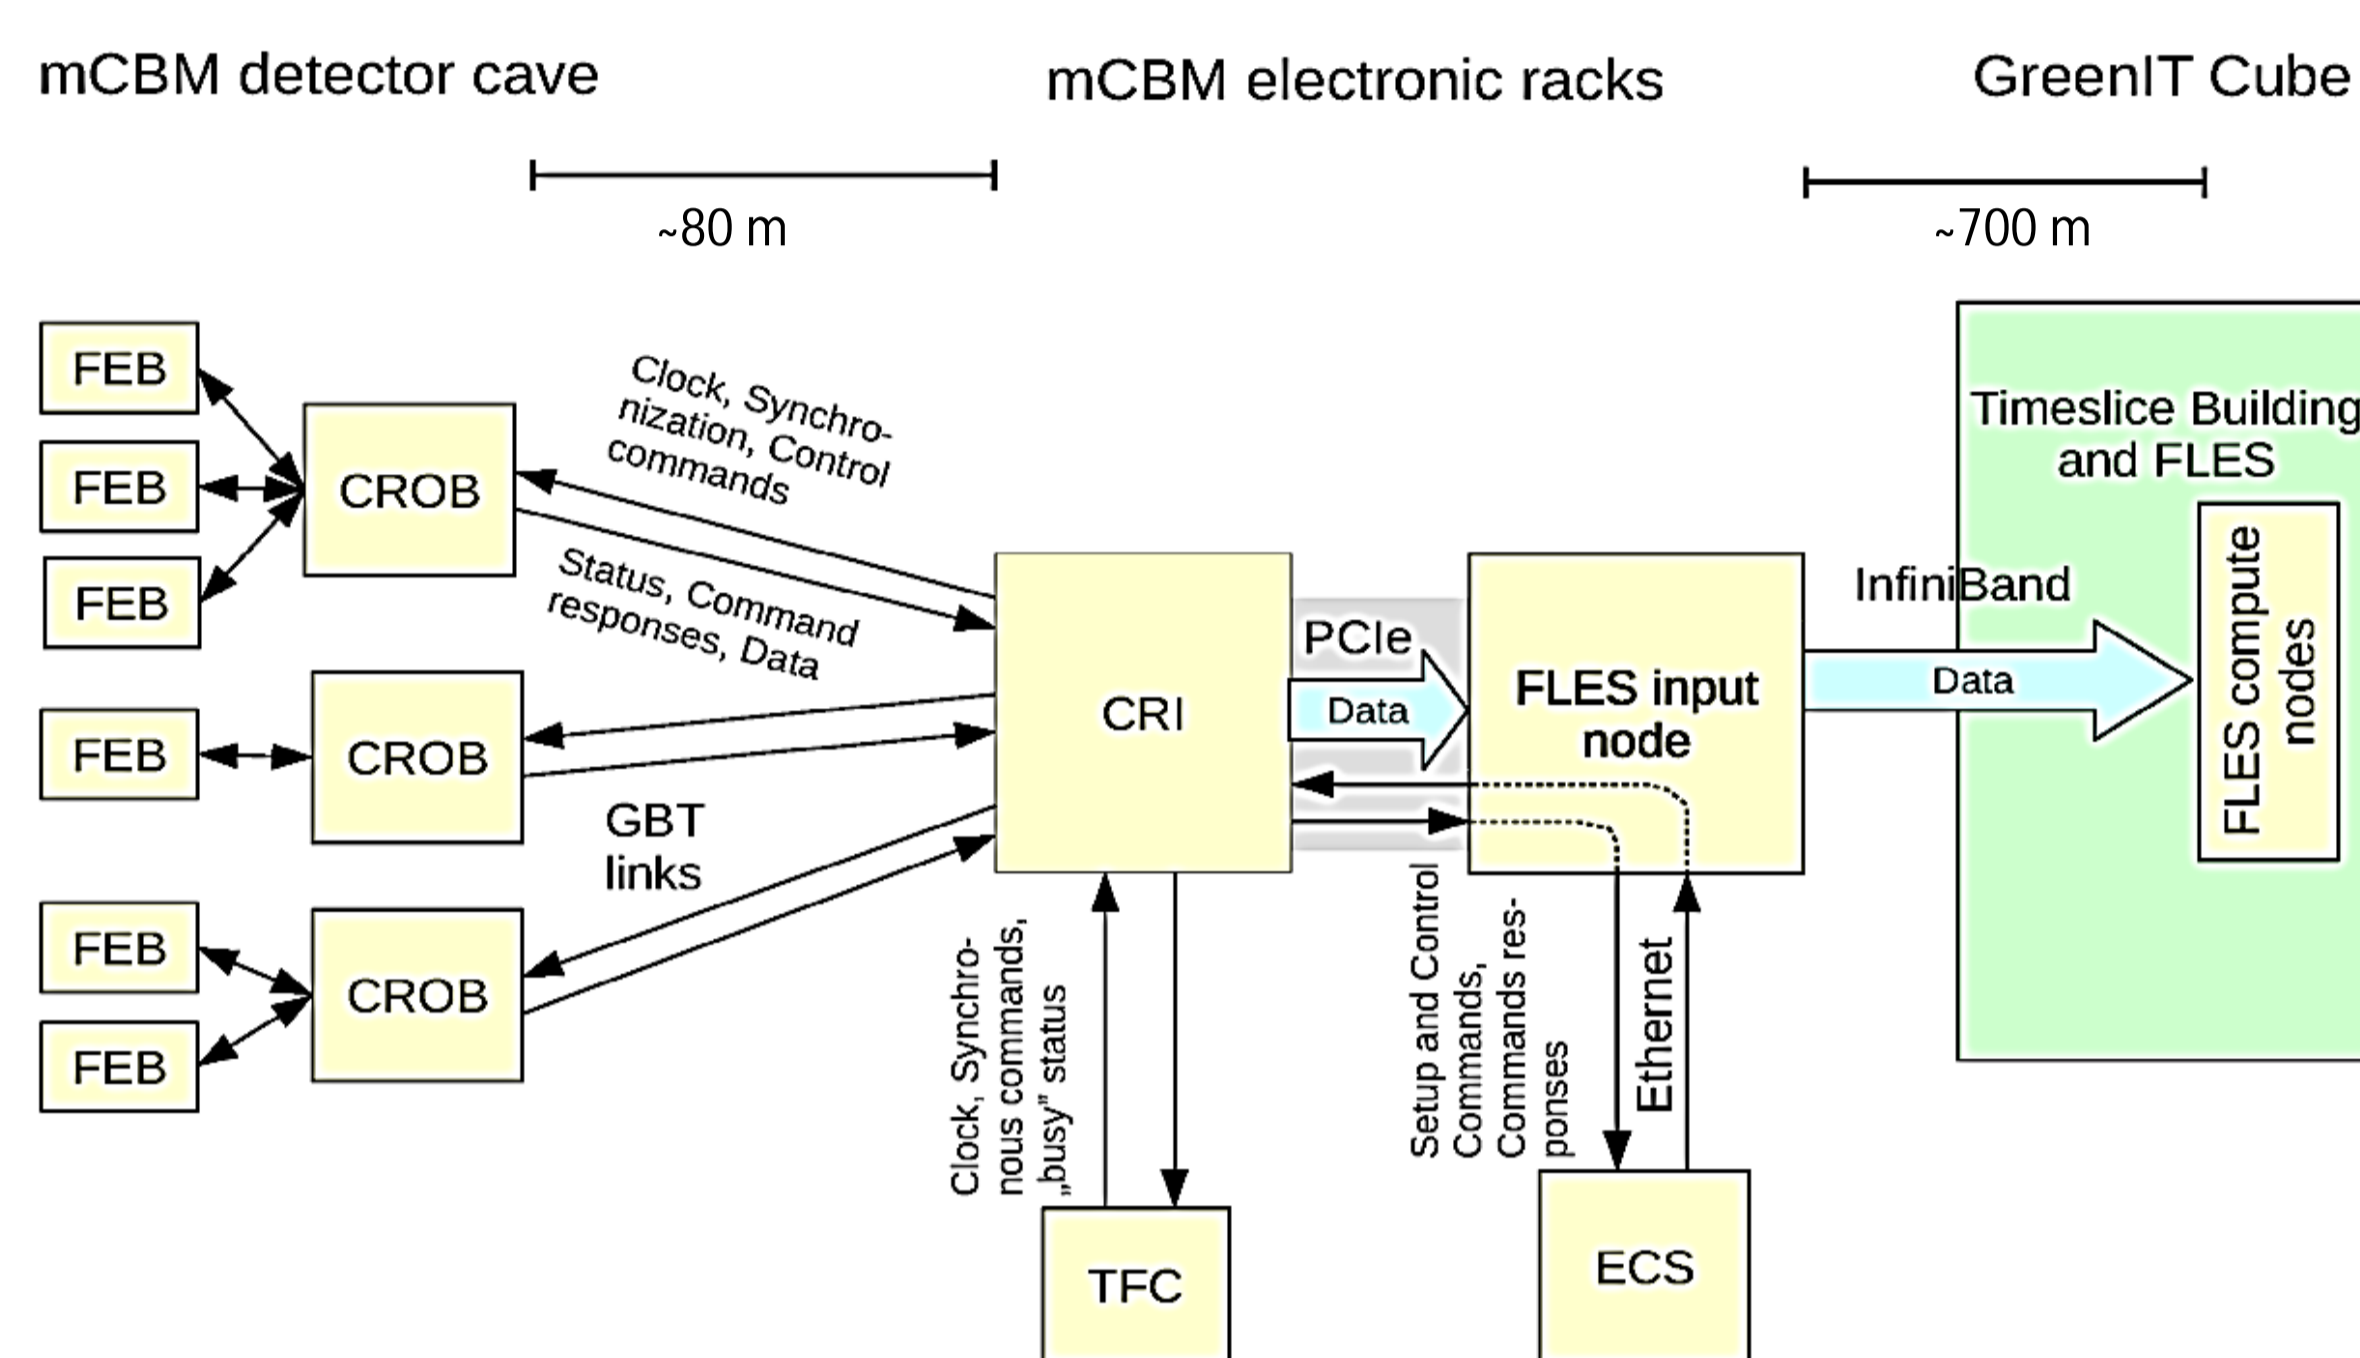 mCBM detector cave
mCBM electronic racks
GreenIT Cube
~80 m
~700 m
FEB
FEB
FEB
CROB
Clock, Synchro-
nization, Control
commands
Status, Command
responses, Data
FEB
CROB
GBT
links
FEB
FEB
CROB
CRI
PCIe
Data
FLES input
node
InfiniBand
Data
Timeslice Building
and FLES
FLES compute
nodes
Clock, Synchro-
nous commands,
„busy” status
Setup and Control
Commands,
Commands res-
ponses
Ethernet
TFC
ECS